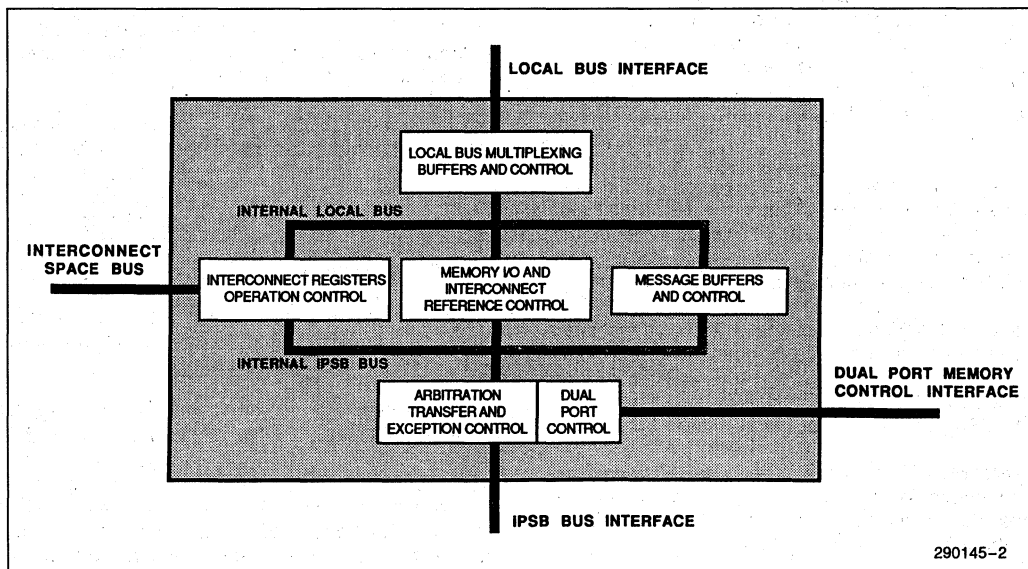 LOCAL BUS INTERFACE
LOCAL BUS MULTIPLEXING
BUFFERS AND CONTROL
INTERNAL LOCAL BUS
INTERCONNECT
SPACE BUS
INTERCONNECT REGISTERS
OPERATION CONTROL
MEMORY I/O AND
INTERCONNECT
REFERENCE CONTROL
MESSAGE BUFFERS
AND CONTROL
INTERNAL IPSB BUS
ARBITRATION
TRANSFER AND
EXCEPTION CONTROL
DUAL
PORT
CONTROL
DUAL PORT MEMORY
CONTROL INTERFACE
IPSB BUS INTERFACE
290145-2